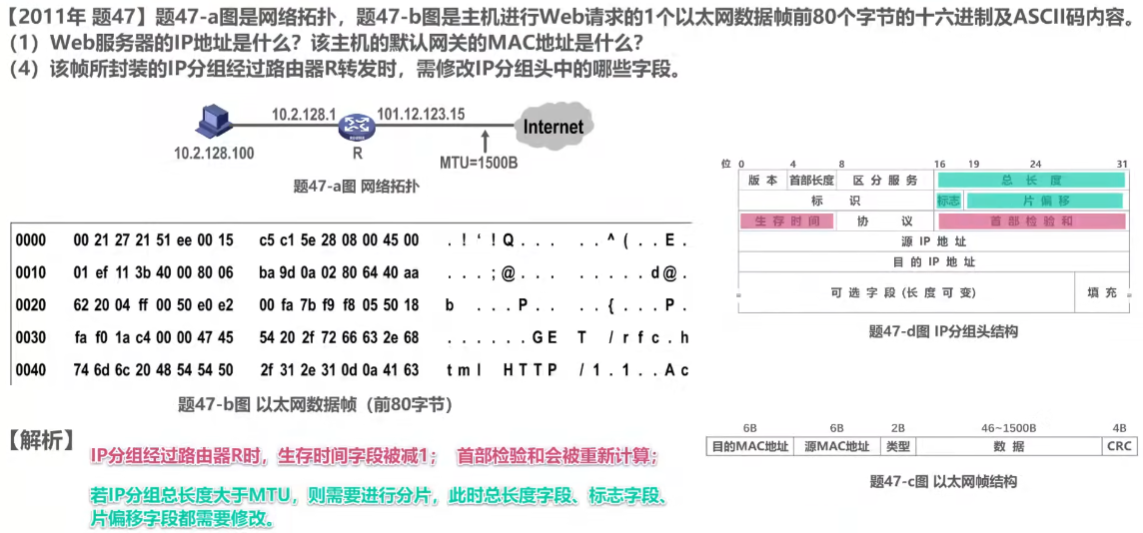 【2011年 题47】题47-a图是网络拓扑，题47-b图是主机进行Web请求的1个以太网数据帧前80个字节的十六进制及ASCII码内容。
（1）Web服务器的IP地址是什么？该主机的默认网关的MAC地址是什么？
（4）该帧所封装的IP分组经过路由器R转发时，需修改IP分组头中的哪些字段。
10.2.128.1 101.12.123.15
Internet
10.2.128.100 R MTU=1500B
题47-a图 网络拓扑
0000 00 21 27 21 51 ee 00 15 c5 c1 5e 28 08 00 45 00 . ! ' ! Q . . . . . ^ ( . . E .
0010 01 ef 11 3b 40 00 80 06 ba 9d 0a 02 80 64 40 aa . . . ; @ . . . . . . . . d @ .
0020 62 20 04 ff 00 50 e0 e2 00 fa 7b f9 f8 05 50 18 b . . . P . . . . { . . . P .
0030 fa f0 1a c4 00 00 47 45 54 20 2f 72 66 63 2e 68 . . . . . . G E T / r f c . h
0040 74 6d 6c 20 48 54 54 50 2f 31 2e 31 0d 0a 41 63 t m l H T T P / 1 . 1 . . A c
题47-b图 以太网数据帧（前80字节）
位 0 4 8 16 19 24 31
版 本 首部长度 区 分 服 务 总 长 度
标 识 标志 片 偏 移
生 存 时 间 协 议 首 部 检 验 和
源 IP 地 址
目 的 IP 地 址
可 选 字 段 (长 度 可 变) 填 充
题47-d图 IP分组头结构
6B 6B 2B 46~1500B 4B
目的MAC地址 源MAC地址 类型 数 据 CRC
题47-c图 以太网帧结构
【解析】
IP分组经过路由器R时，生存时间字段被减1； 首部检验和会被重新计算；
若IP分组总长度大于MTU，则需要进行分片，此时总长度字段、标志字段、
片偏移字段都需要修改。